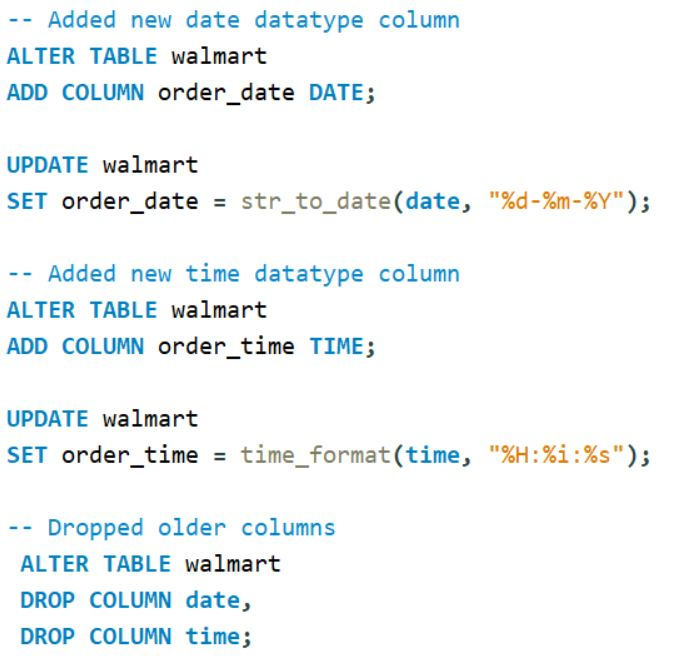 -- Added new date datatype column
ALTER TABLE walmart
ADD COLUMN order_date DATE;
UPDATE walmart
SET order_date = str_to_date(date, "%d-%m-%Y");
-- Added new time datatype column
ALTER TABLE walmart
ADD COLUMN order_time TIME;
UPDATE walmart
SET order_time = time_format(time, "%H:%i:%s");
-- Dropped older columns
ALTER TABLE walmart
DROP COLUMN date,
DROP COLUMN time;